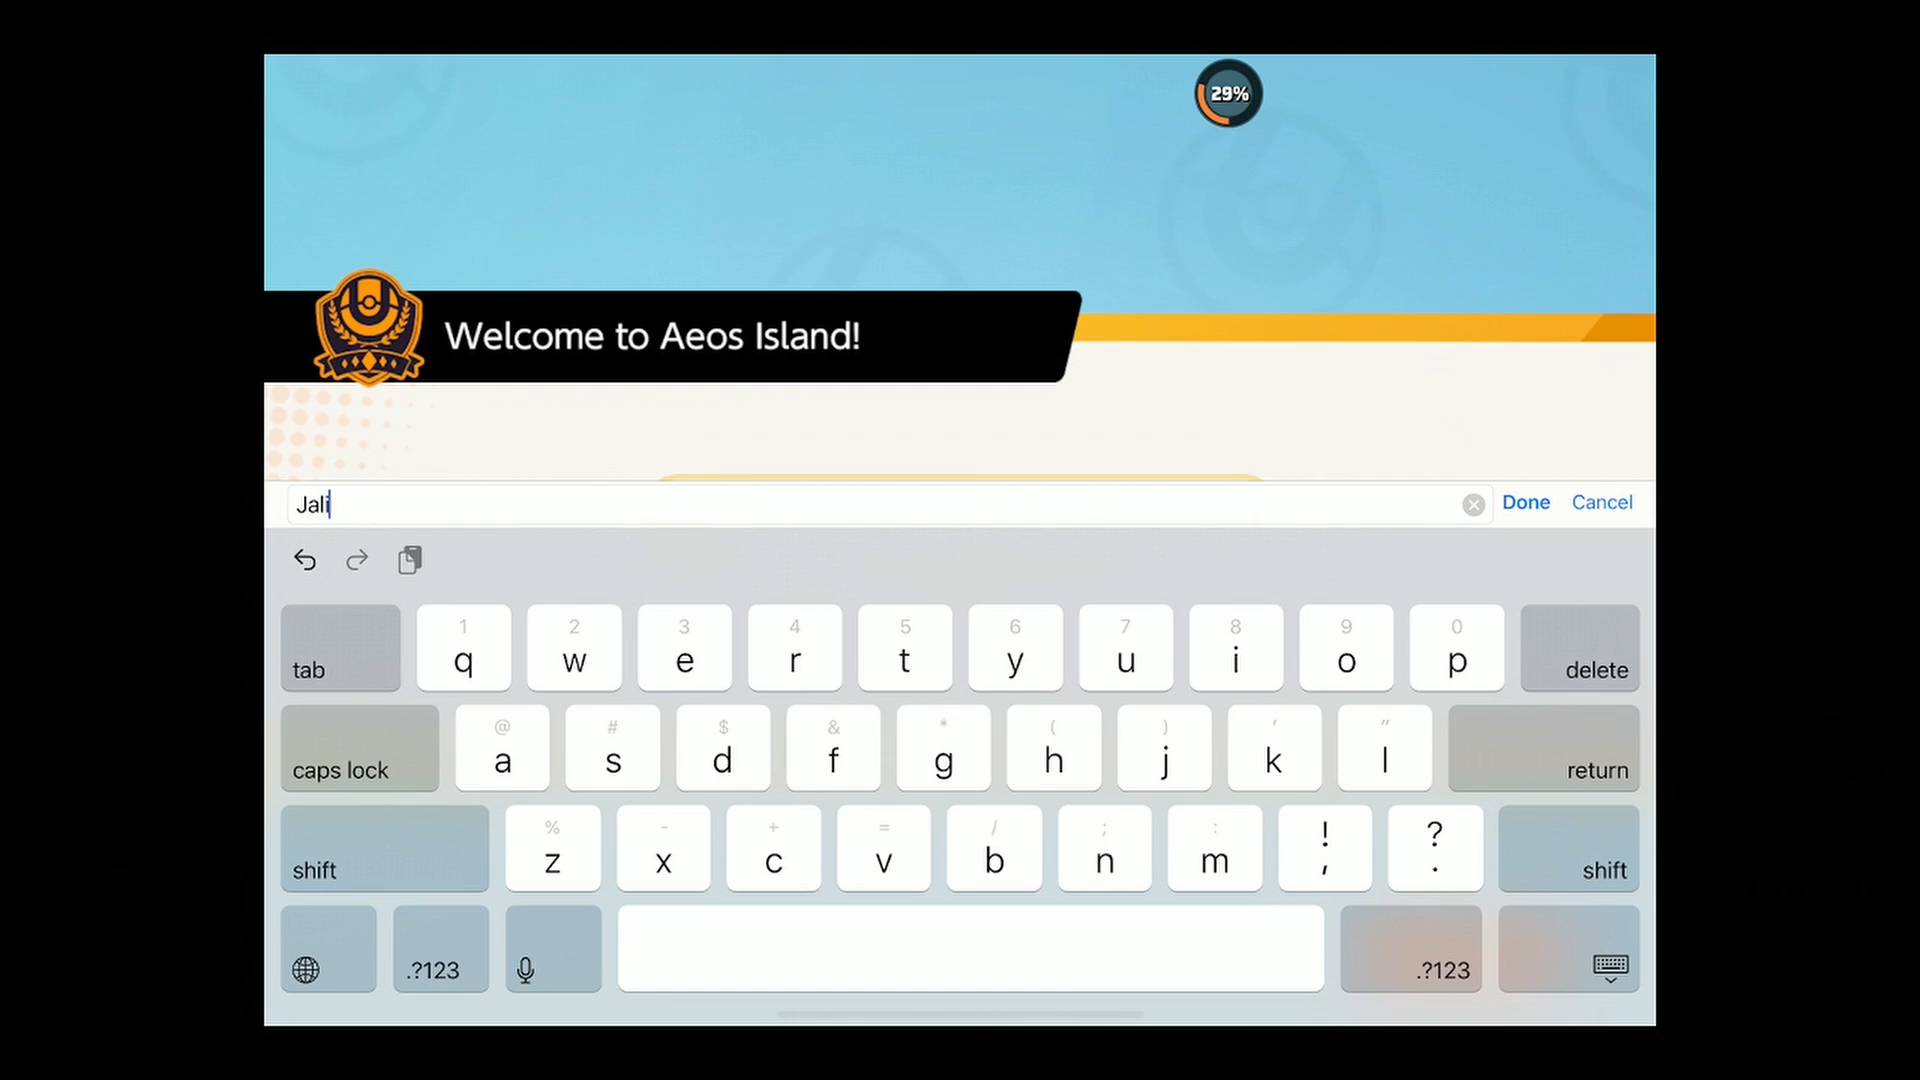 29%
Welcome to Aeos Island!
Jali
Done Cancel
1 2 3 4 5 6 7 8 9 0
tab q w e r t y u i o p delete
@ # $ & * ( ) ' "
caps lock a s d f g h j k l return
% - + = / ; : ! ?
shift z x c v b n m , . shift
.?123 .?123